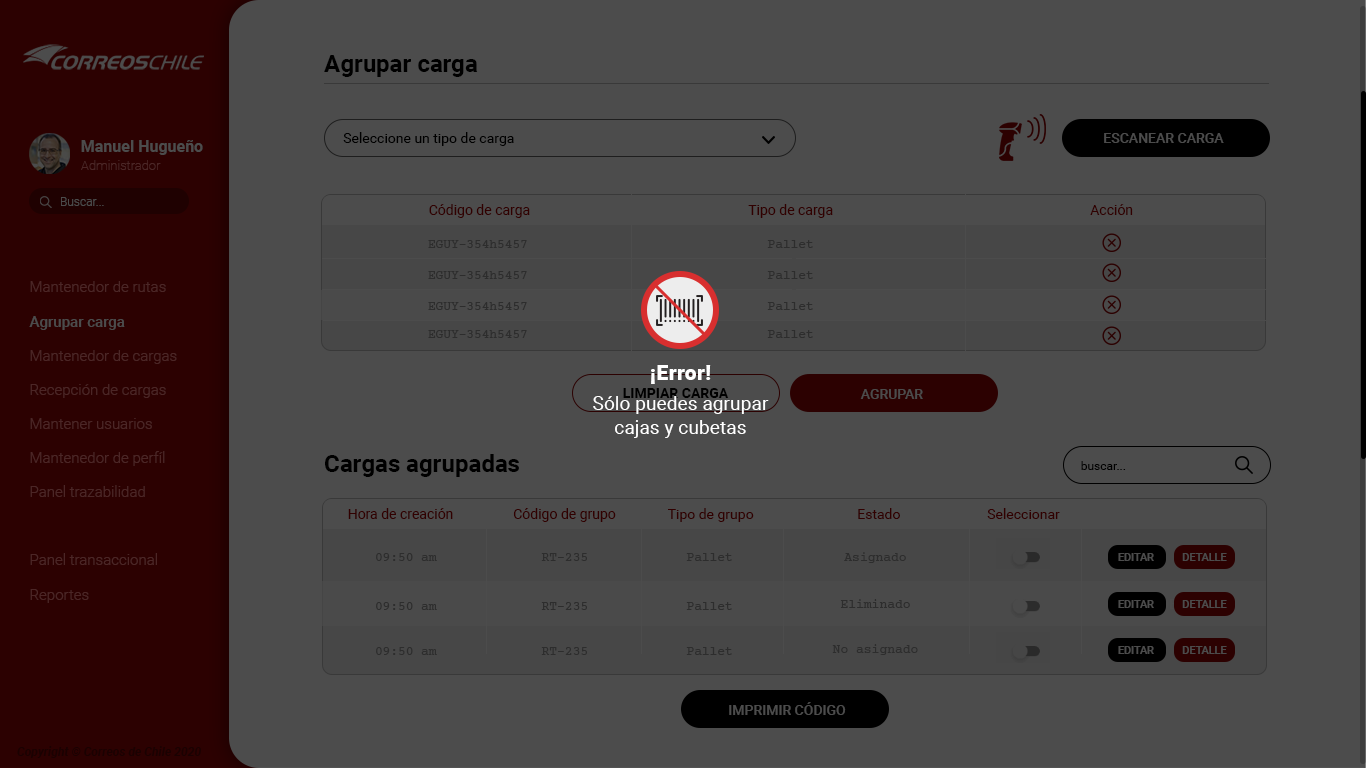 CORREOSCHILE
Manuel Hugueño
Administrador
Buscar...
Mantenedor de rutas
Agrupar carga
Mantenedor de cargas
Recepción de cargas
Mantener usuarios
Mantenedor de perfíl
Panel trazabilidad
Panel transaccional
Reportes
Agrupar carga
Seleccione un tipo de carga
ESCANEAR CARGA
Código de carga Tipo de carga Acción
EGUY-354h5457 Pallet
EGUY-354h5457 Pallet
EGUY-354h5457 Pallet
EGUY-354h5457 Pallet
¡Error!
LIMPIAR CARGA AGRUPAR
Sólo puedes agrupar
cajas y cubetas
Cargas agrupadas
buscar...
Hora de creación Código de grupo Tipo de grupo Estado Seleccionar
09:50 am RT-235 Pallet Asignado EDITAR DETALLE
09:50 am RT-235 Pallet Eliminado EDITAR DETALLE
09:50 am RT-235 Pallet No asignado EDITAR DETALLE
IMPRIMIR CÓDIGO